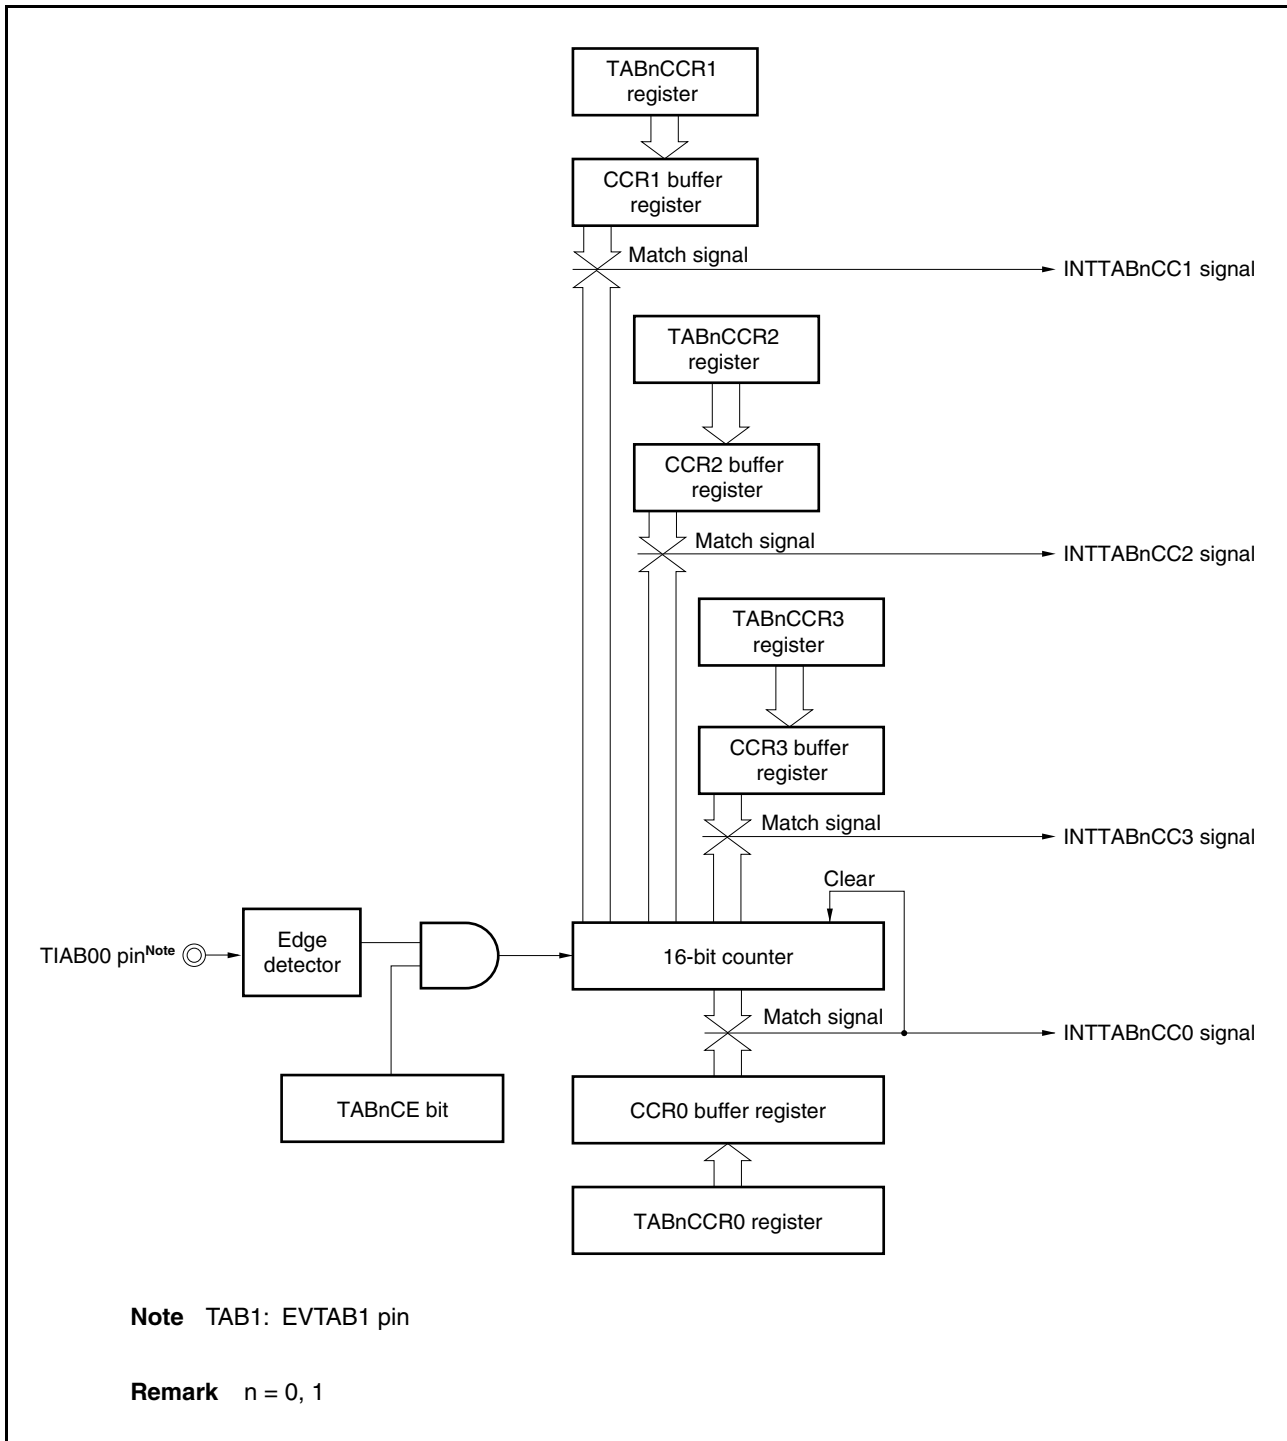 TABnCCR1
register
CCR1 buffer
register
Match signal
INTTABnCC1 signal
TABnCCR2
register
CCR2 buffer
register
Match signal
INTTABnCC2 signal
TABnCCR3
register
CCR3 buffer
register
Match signal
INTTABnCC3 signal
Clear
TIAB00 pinNote
Edge
detector
16-bit counter
Match signal
INTTABnCC0 signal
TABnCE bit
CCR0 buffer register
TABnCCR0 register
Note TAB1: EVTAB1 pin
Remark n = 0, 1